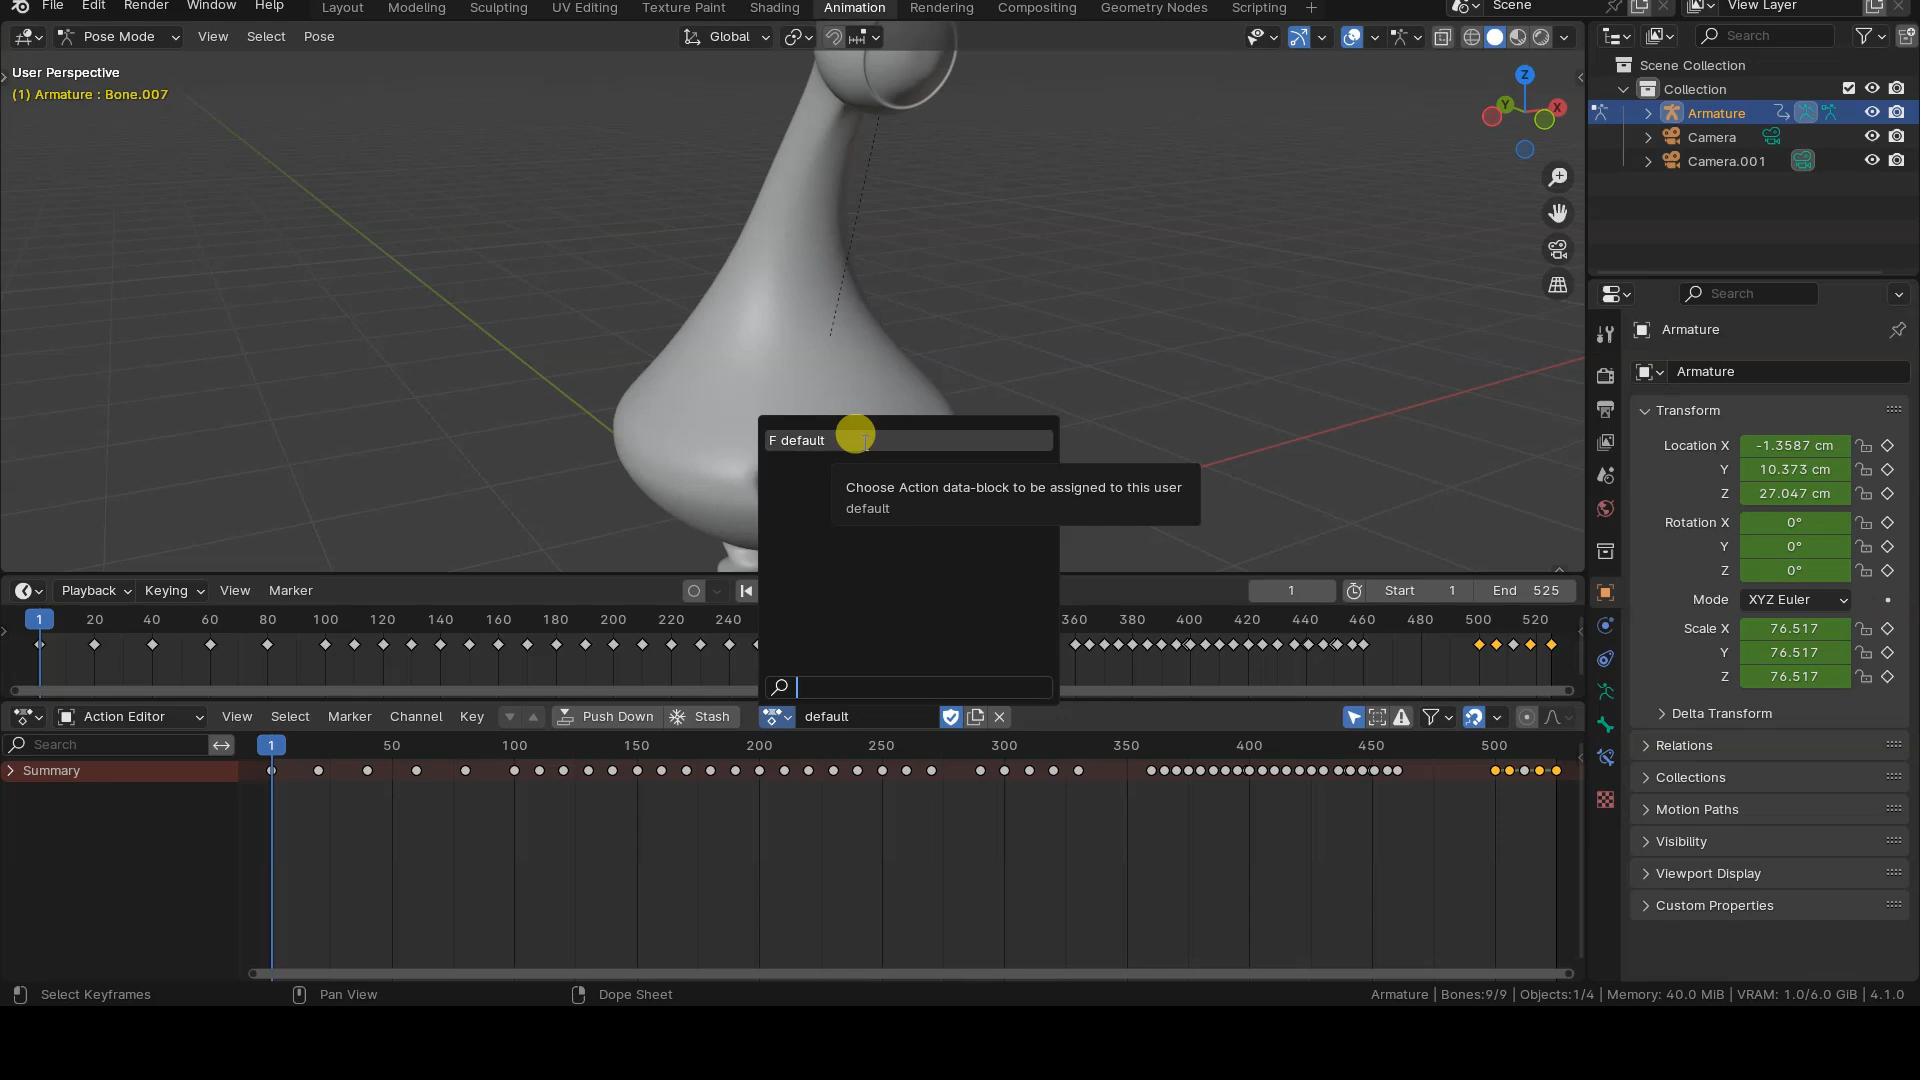 File Edit Render Window Help Layout Modeling Sculpting UV Editing Texture Paint Shading Animation Rendering Compositing Geometry Nodes Scripting + Scene View Layer
Pose Mode View Select Pose Global Search
User Perspective
(1) Armature : Bone.007
Z
Y
X
Scene Collection
Collection
Armature
Camera
Camera.001
Search
Armature
Armature
Transform
Location X -1.3587 cm
Y 10.373 cm
Z 27.047 cm
Rotation X 0°
Y 0°
Z 0°
Mode XYZ Euler
Scale X 76.517
Y 76.517
Z 76.517
Delta Transform
Relations
Collections
Motion Paths
Visibility
Viewport Display
Custom Properties
F default
Choose Action data-block to be assigned to this user
default
Playback Keying View Marker 1 Start 1 End 525
1 20 40 60 80 100 120 140 160 180 200 220 240 360 380 400 420 440 460 480 500 520
Action Editor View Select Marker Channel Key Push Down Stash default
Search 1 50 100 150 200 250 300 350 400 450 500
Summary
Select Keyframes Pan View Dope Sheet Armature | Bones:9/9 | Objects:1/4 | Memory: 40.0 MiB | VRAM: 1.0/6.0 GiB | 4.1.0